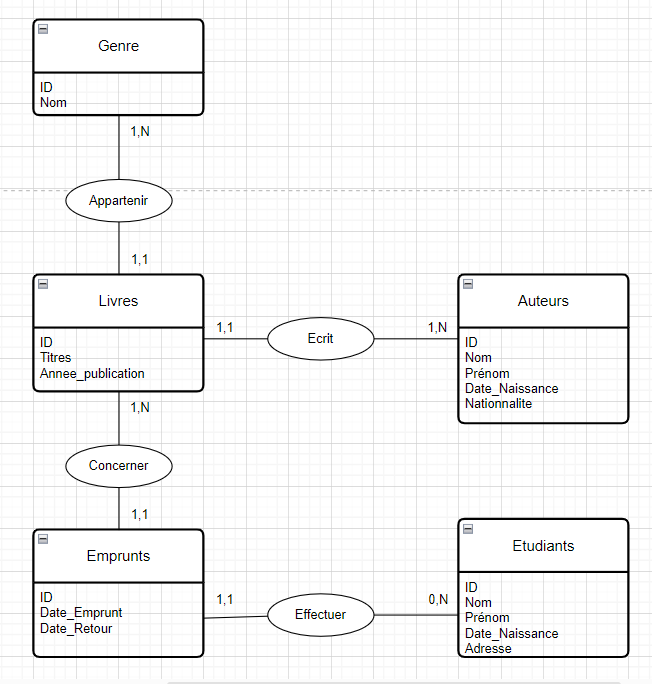 Genre
ID
Nom
1,N
Appartenir
1,1
Livres
ID
Titres
Annee_publication
1,1
Ecrit
1,N
Auteurs
ID
Nom
Prénom
Date_Naissance
Nationnalite
1,N
Concerner
1,1
Emprunts
ID
Date_Emprunt
Date_Retour
1,1
Effectuer
0,N
Etudiants
ID
Nom
Prénom
Date_Naissance
Adresse